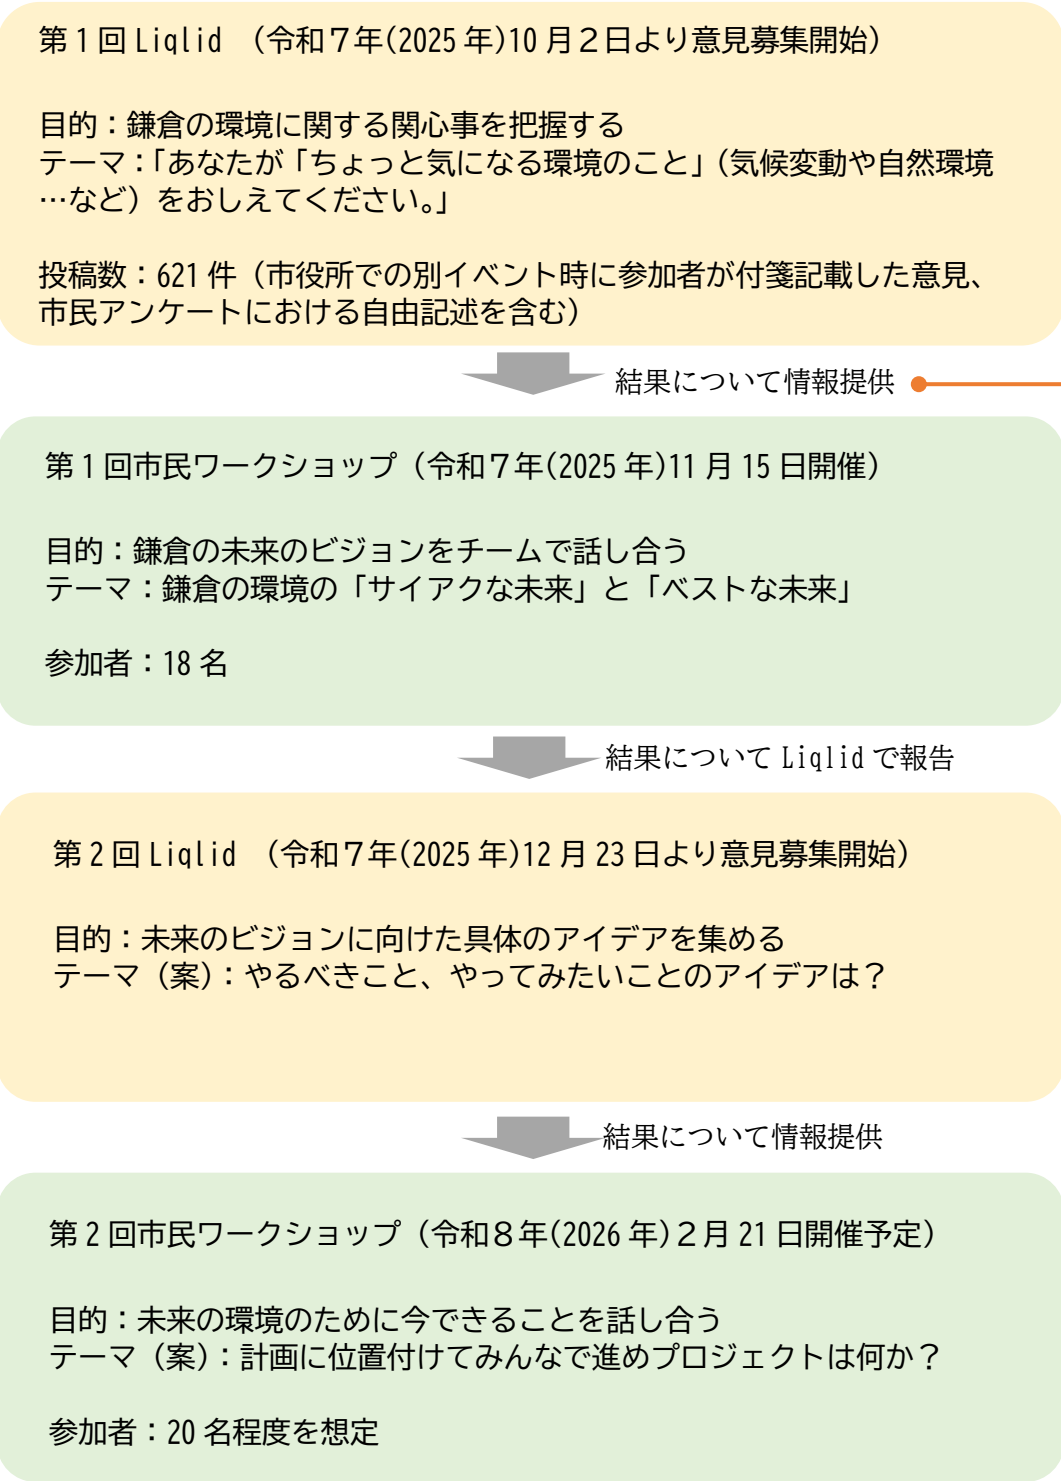 第１回 Liqlid （令和７年(2025 年)10 月２日より意見募集開始）
目的：鎌倉の環境に関する関心事を把握する
テーマ：「あなたが「ちょっと気になる環境のこと」（気候変動や自然環境
…など）をおしえてください。」
投稿数：621 件（市役所での別イベント時に参加者が付箋記載した意見、
市民アンケートにおける自由記述を含む）
結果について情報提供
第１回市民ワークショップ（令和７年(2025 年)11 月 15 日開催）
目的：鎌倉の未来のビジョンをチームで話し合う
テーマ：鎌倉の環境の「サイアクな未来」と「ベストな未来」
参加者：18 名
結果について Liqlid で報告
第２回 Liqlid （令和７年(2025 年)12 月 23 日より意見募集開始）
目的：未来のビジョンに向けた具体のアイデアを集める
テーマ（案）：やるべきこと、やってみたいことのアイデアは？
結果について情報提供
第２回市民ワークショップ（令和８年(2026 年)２月 21 日開催予定）
目的：未来の環境のために今できることを話し合う
テーマ（案）：計画に位置付けてみんなで進めプロジェクトは何か？
参加者：20 名程度を想定